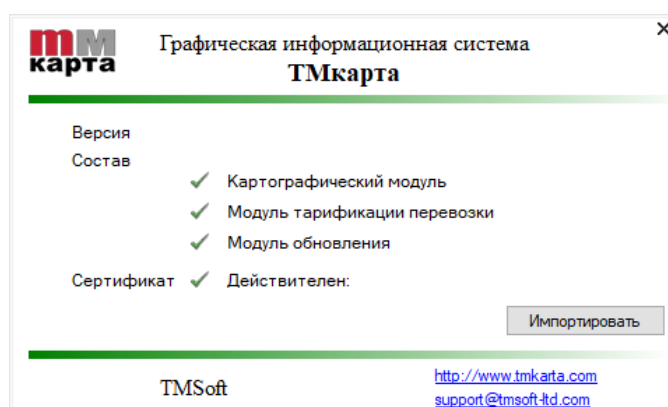 тм
карта
Графическая информационная система
ТМкарта
Версия
Состав
Картографический модуль
Модуль тарификации перевозки
Модуль обновления
Сертификат Действителен:
Импортировать
TMSoft
http://www.tmkarta.com
support@tmsoft-ltd.com